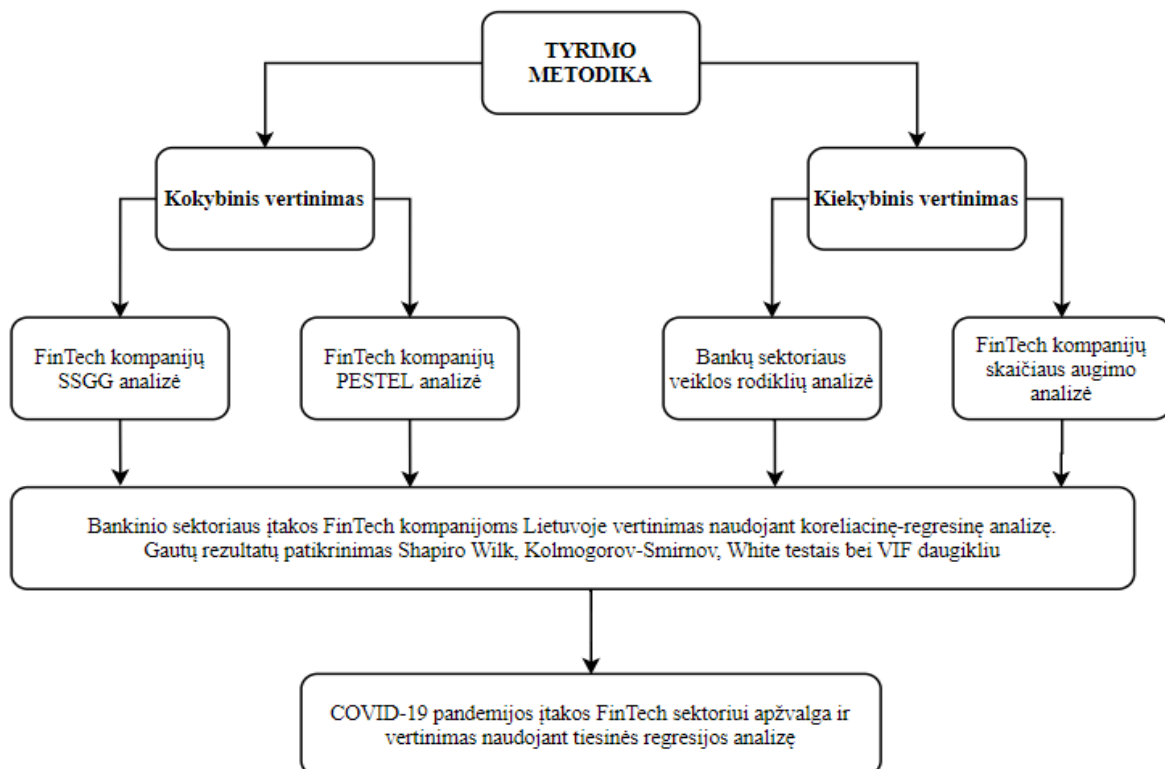 TYRIMO
METODIKA
Kokybinis vertinimas
Kiekybinis vertinimas
FinTech kompanijų
SSGG analizė
FinTech kompanijų
PESTEL analizė
Bankų sektoriaus
veiklos rodiklių analizė
FinTech kompanijų
skaičiaus augimo
analizė
Bankinio sektoriaus įtakos FinTech kompanijoms Lietuvoje vertinimas naudojant koreliacinę-regresinę analizę.
Gautų rezultatų patikrinimas Shapiro Wilk, Kolmogorov-Smirnov, White testais bei VIF daugikliu
COVID-19 pandemijos įtakos FinTech sektoriui apžvalga ir
vertinimas naudojant tiesinės regresijos analizę